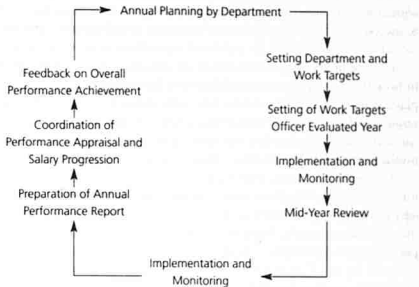 Annual Planning by Department
Setting Department and
Work Targets
Setting of Work Targets
Officer Evaluated Year
Implementation and
Monitoring
Mid-Year Review
Implementation and
Monitoring
Preparation of Annual
Performance Report
Coordination of
Performance Appraisal and
Salary Progression
Feedback on Overall
Performance Achievement